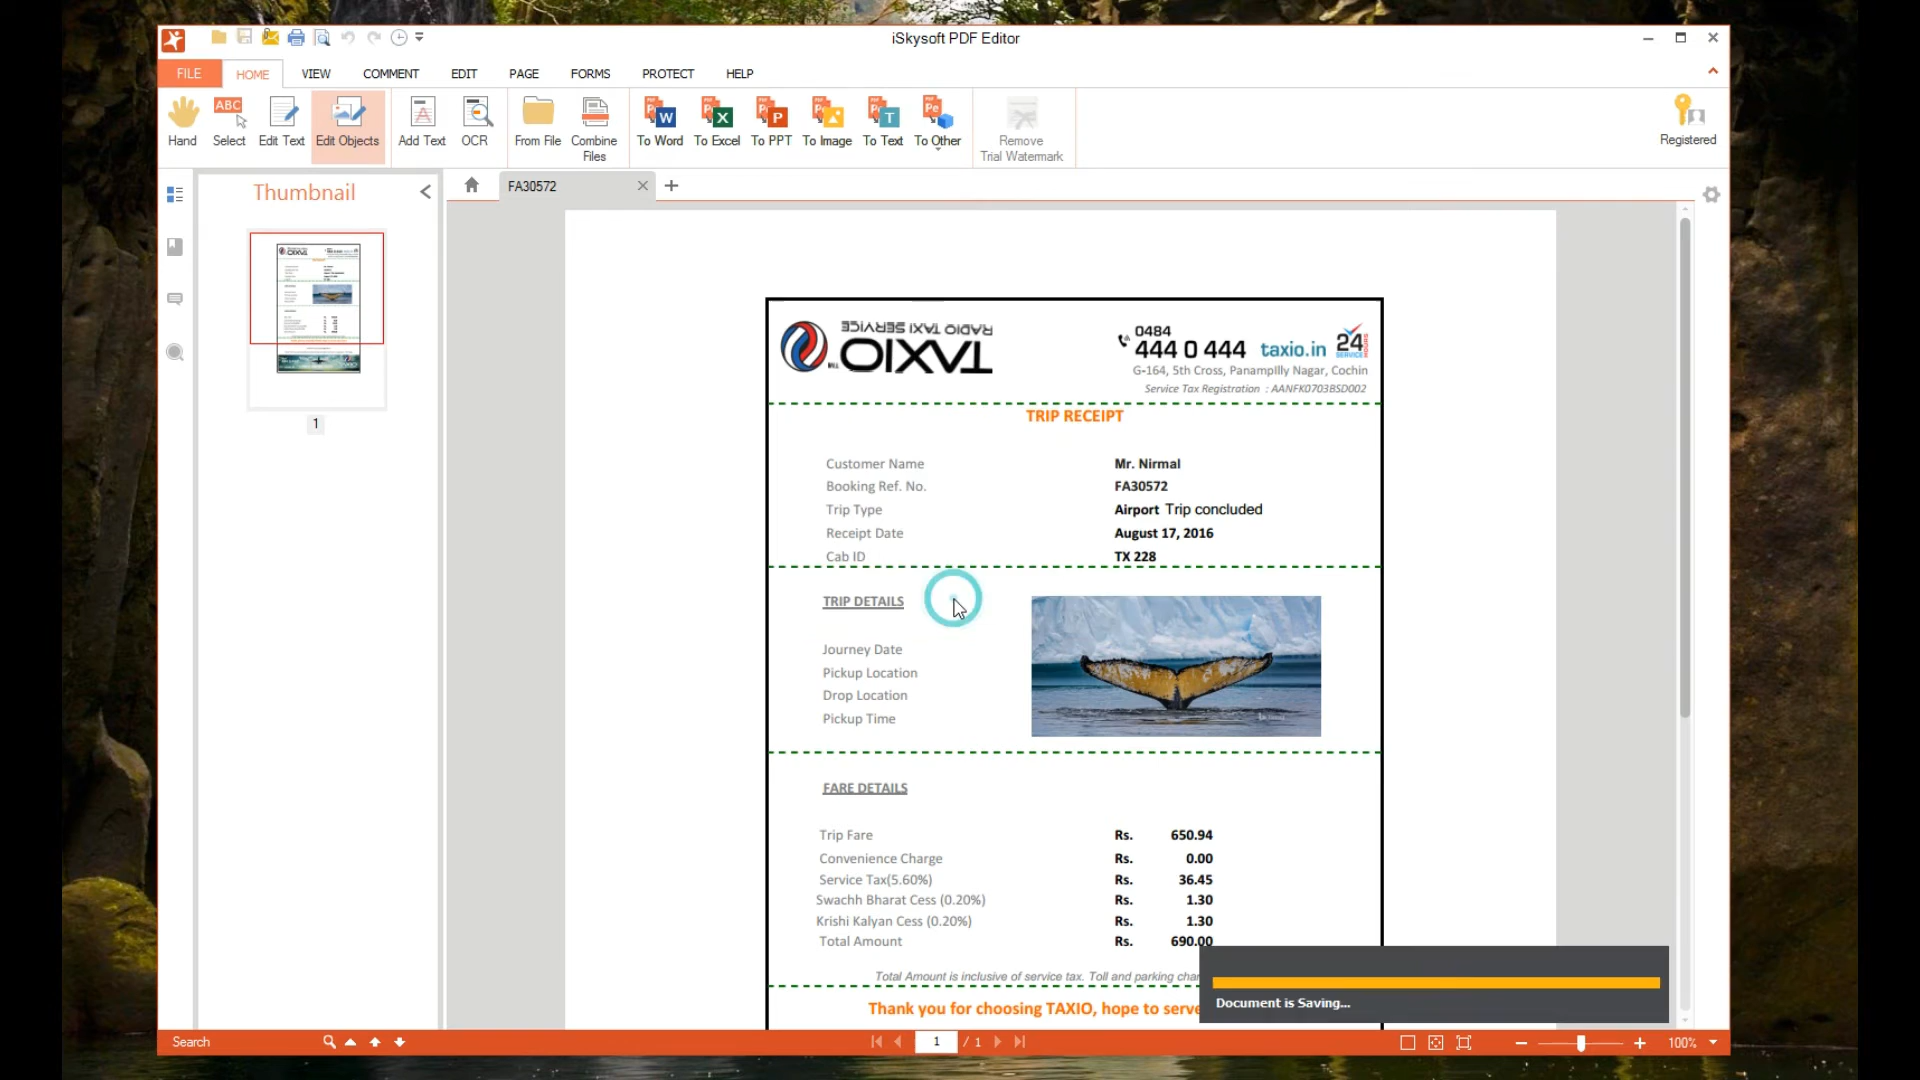 iSkysoft PDF Editor
FILE HOME VIEW COMMENT EDIT PAGE FORMS PROTECT HELP
Hand Select Edit Text Edit Objects Add Text OCR From File Combine Files To Word To Excel To PPT To Image To Text To Other Remove Trial Watermark Registered
Thumbnail
FA30572
1
RADIO TAXI SERVICE
TAXIO
0484
444 0 444 taxio.in 24 HOURS SERVICE
G-164, 5th Cross, Panampilly Nagar, Cochin
Service Tax Registration : AANFK0703BSD002
TRIP RECEIPT
Customer Name Mr. Nirmal
Booking Ref. No. FA30572
Trip Type Airport Trip concluded
Receipt Date August 17, 2016
Cab ID TX 228
TRIP DETAILS
Journey Date
Pickup Location
Drop Location
Pickup Time
FARE DETAILS
Trip Fare Rs. 650.94
Convenience Charge Rs. 0.00
Service Tax(5.60%) Rs. 36.45
Swachh Bharat Cess (0.20%) Rs. 1.30
Krishi Kalyan Cess (0.20%) Rs. 1.30
Total Amount Rs. 690.00
Total Amount is inclusive of service tax. Toll and parking char
Thank you for choosing TAXIO, hope to serve
Document is Saving...
Search 1 / 1 100%